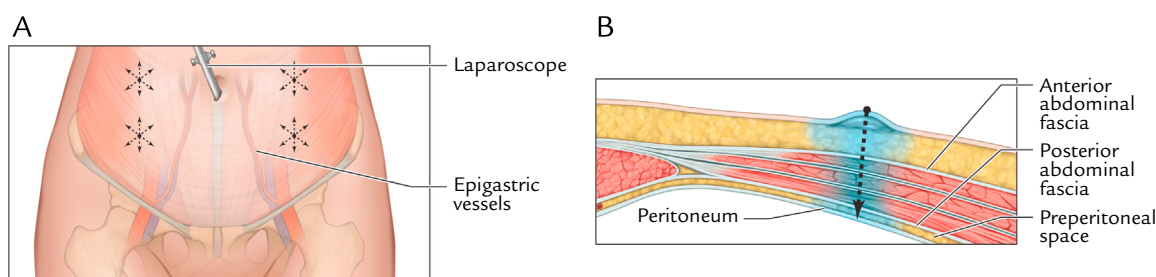 A
Laparoscope
Epigastric
vessels
B
Anterior
abdominal
fascia
Posterior
abdominal
fascia
Peritoneum
Preperitoneal
space